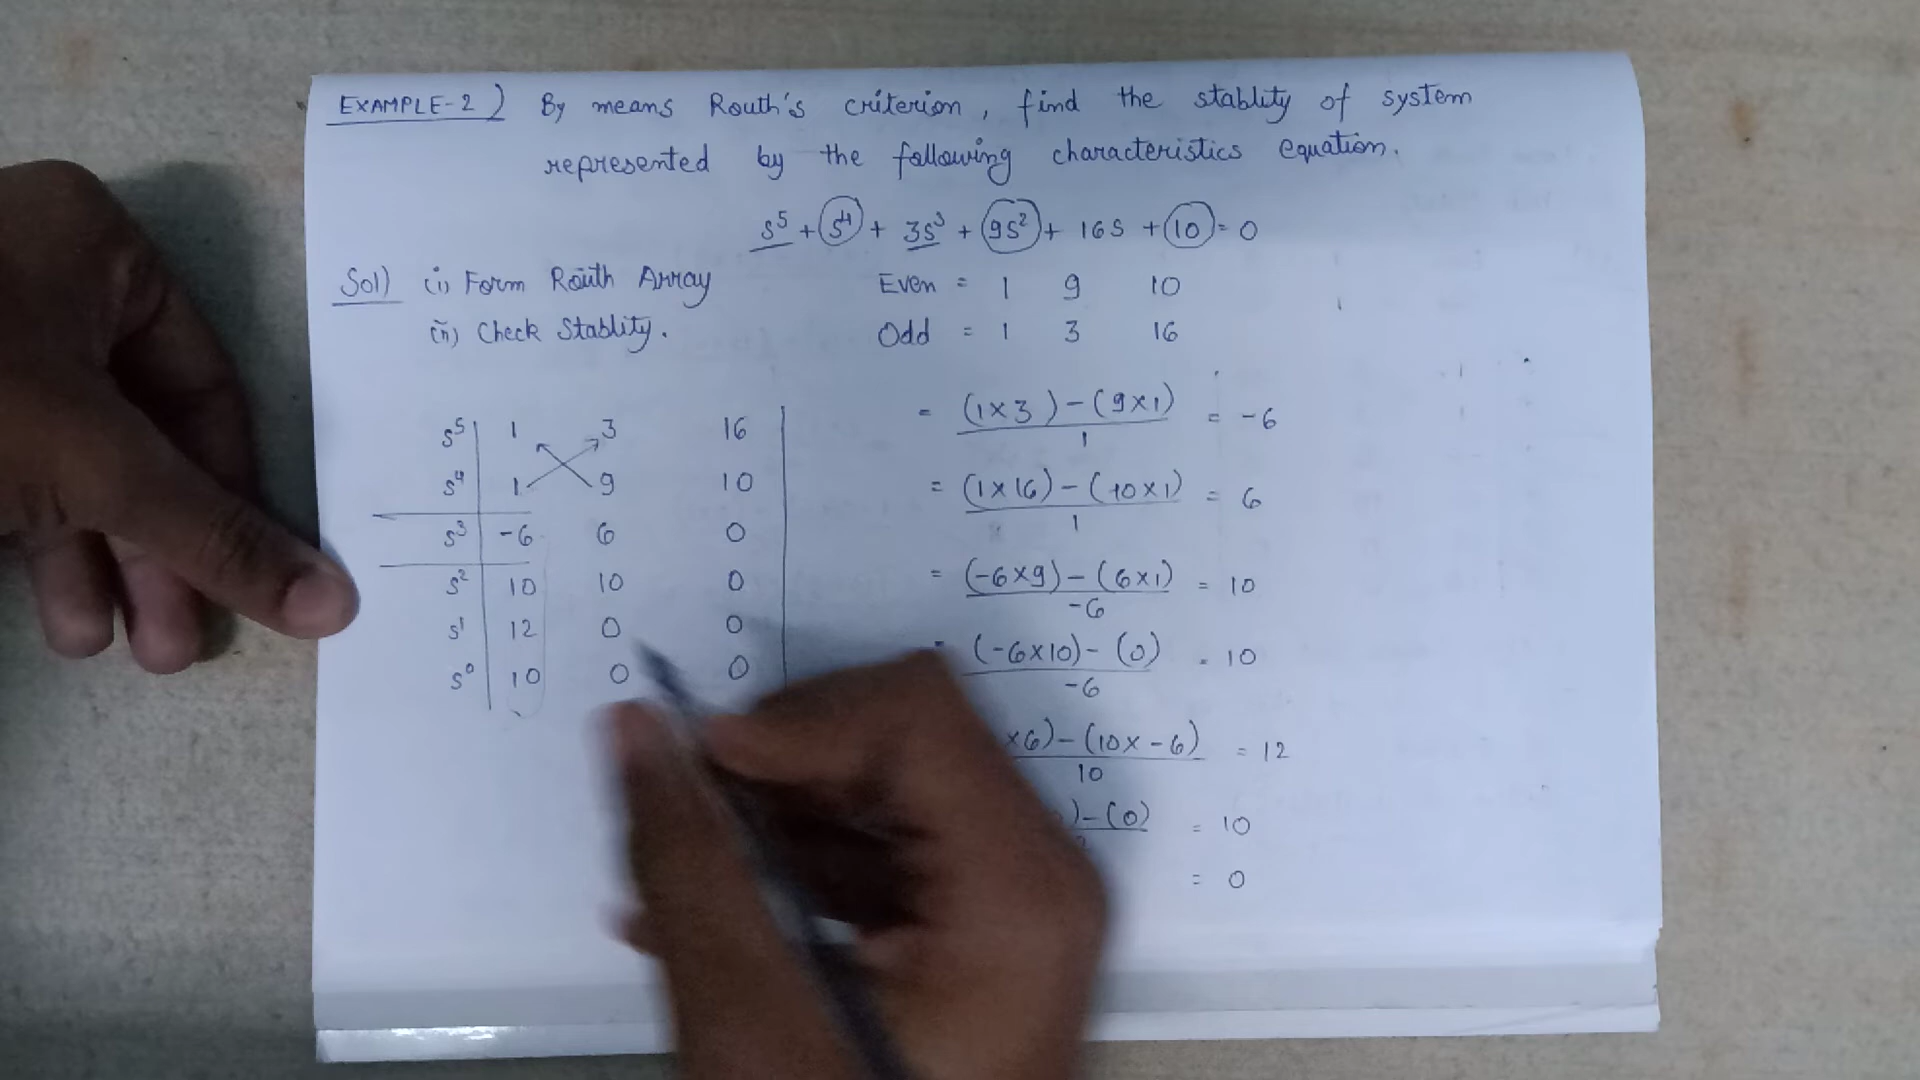 EXAMPLE-2) By means Routh's criterion, find the stablity of system
represented by the following characteristics equation.
s⁵ + s⁴ + 3s³ + 9s² + 16s + 10 = 0
Sol) (i) Form Routh Array
(ii) Check Stablity.
Even = 1 9 10
Odd = 1 3 16
s⁵ 1 3 16
s⁴ 1 9 10
s³ -6 6 0
s² 10 10 0
s¹ 12 0 0
s⁰ 10 0 0
= (1×3) - (9×1) / 1 = -6
= (1×16) - (10×1) / 1 = 6
= (-6×9) - (6×1) / -6 = 10
= (-6×10) - (0) / -6 = 10
×6) - (10×-6) / 10 = 12
) - (0) = 10
= 0